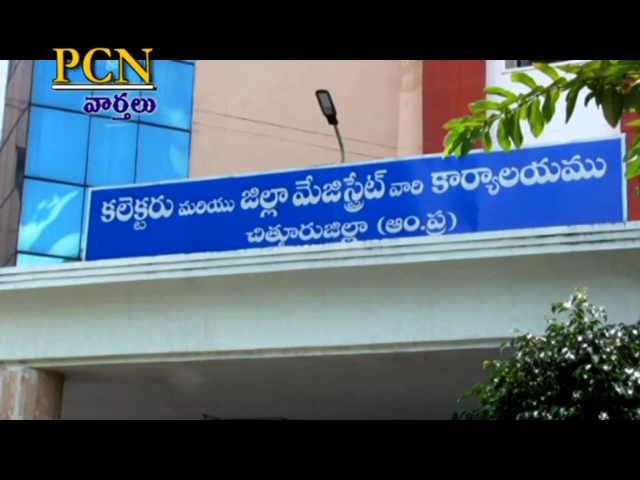 PCN
వార్తలు
కలెక్టరు మరియు జిల్లా మేజిస్ట్రేట్ వారి కార్యాలయము
చిత్తూరుజిల్లా (ఆం.ప్ర)